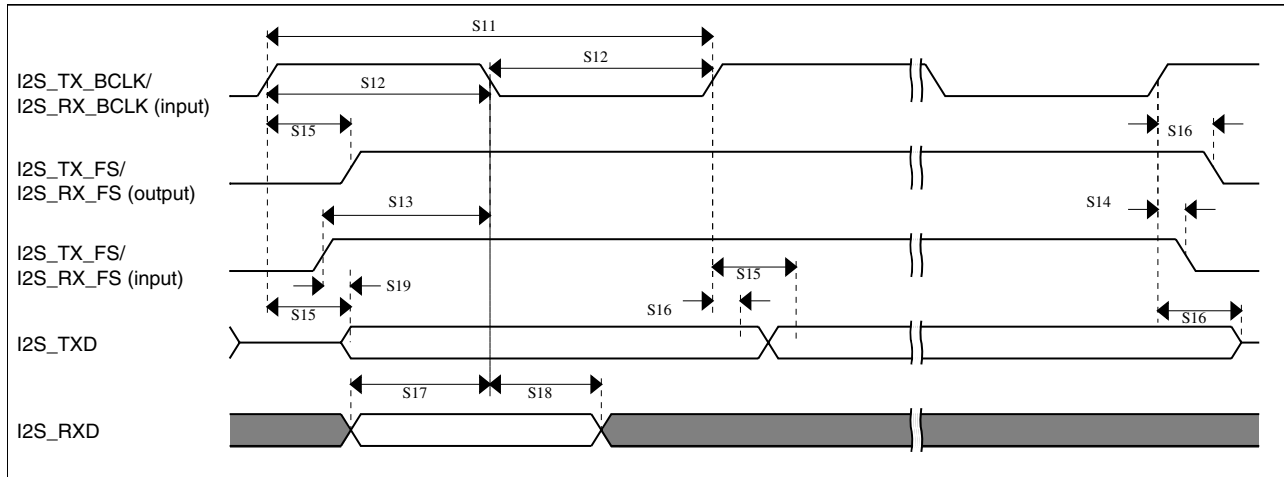 S11
I2S_TX_BCLK/
I2S_RX_BCLK (input)
S12
S12
S15
S16
I2S_TX_FS/
I2S_RX_FS (output)
S13
S14
I2S_TX_FS/
I2S_RX_FS (input)
S15
S19
S15
S16
S16
I2S_TXD
S17
S18
I2S_RXD